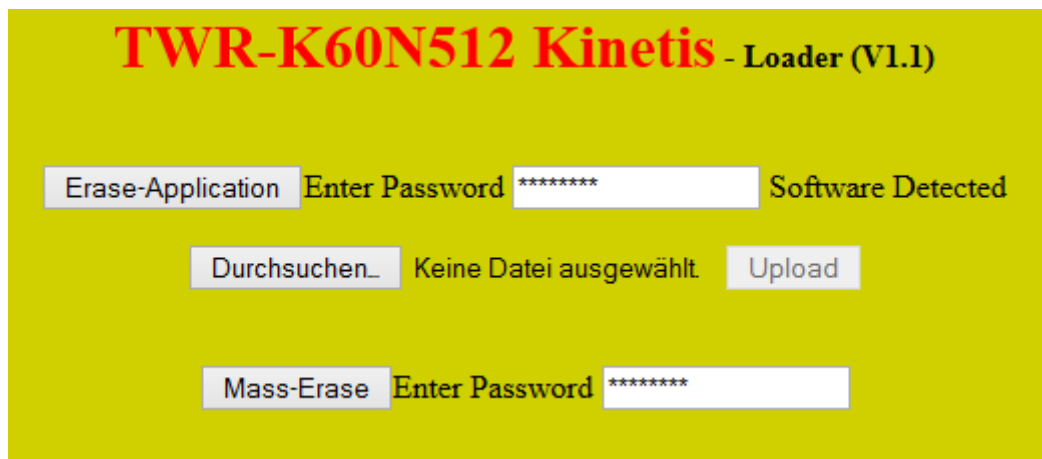 TWR-K60N512 Kinetis - Loader (V1.1)
Erase-Application Enter Password ******** Software Detected
Durchsuchen… Keine Datei ausgewählt. Upload
Mass-Erase Enter Password ********